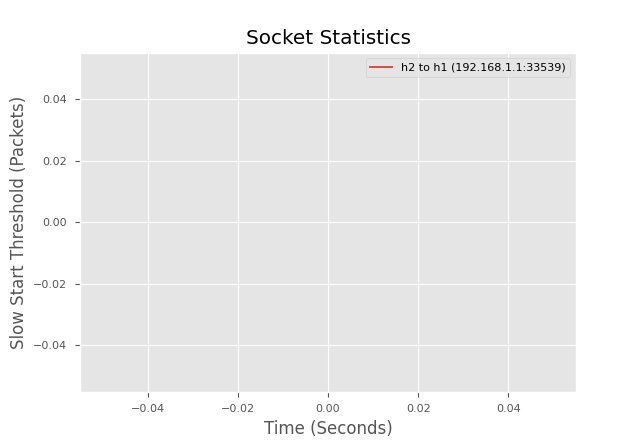 Socket Statistics
h2 to h1 (192.168.1.1:33539)
Slow Start Threshold (Packets)
0.04
0.02
0.00
−0.02
−0.04
−0.04
−0.02
0.00
0.02
0.04
Time (Seconds)